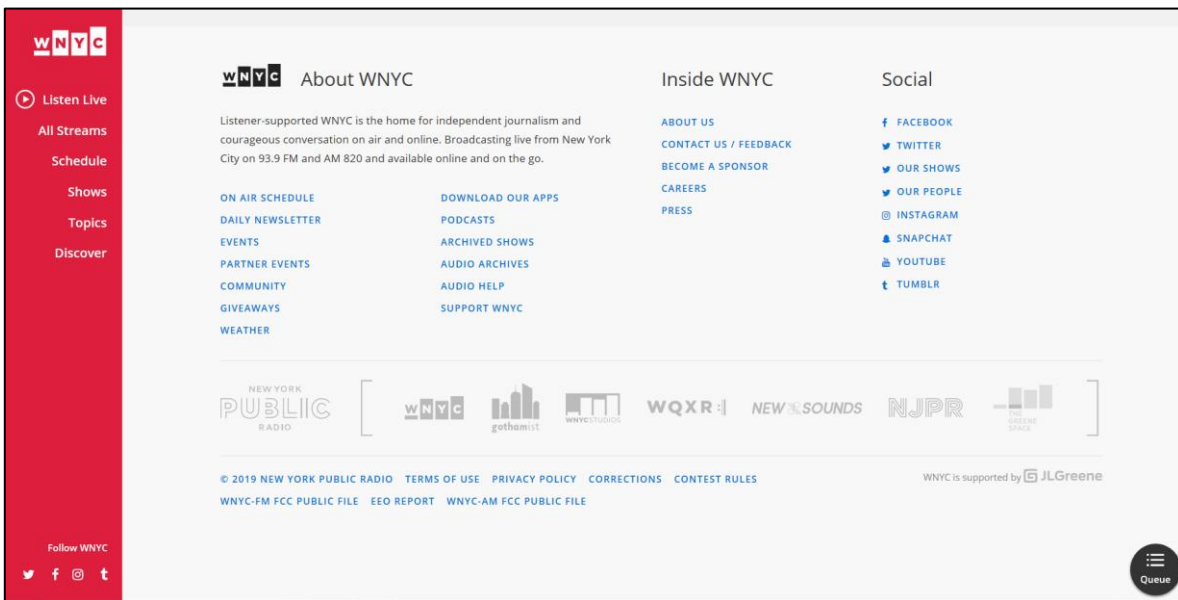 WNYC
Listen Live
All Streams
Schedule
Shows
Topics
Discover
Follow WNYC
WNYC About WNYC
Listener-supported WNYC is the home for independent journalism and
courageous conversation on air and online. Broadcasting live from New York
City on 93.9 FM and AM 820 and available online and on the go.
ON AIR SCHEDULE
DAILY NEWSLETTER
EVENTS
PARTNER EVENTS
COMMUNITY
GIVEAWAYS
WEATHER
DOWNLOAD OUR APPS
PODCASTS
ARCHIVED SHOWS
AUDIO ARCHIVES
AUDIO HELP
SUPPORT WNYC
Inside WNYC
ABOUT US
CONTACT US / FEEDBACK
BECOME A SPONSOR
CAREERS
PRESS
Social
FACEBOOK
TWITTER
OUR SHOWS
OUR PEOPLE
INSTAGRAM
SNAPCHAT
YOUTUBE
TUMBLR
NEW YORK
PUBLIC
RADIO
WNYC
gothamist
WNYCSTUDIOS
WQXR
NEW SOUNDS
NJPR
THE
GREENE
SPACE
© 2019 NEW YORK PUBLIC RADIO TERMS OF USE PRIVACY POLICY CORRECTIONS CONTEST RULES
WNYC-FM FCC PUBLIC FILE EEO REPORT WNYC-AM FCC PUBLIC FILE
WNYC is supported by JLGreene
Queue